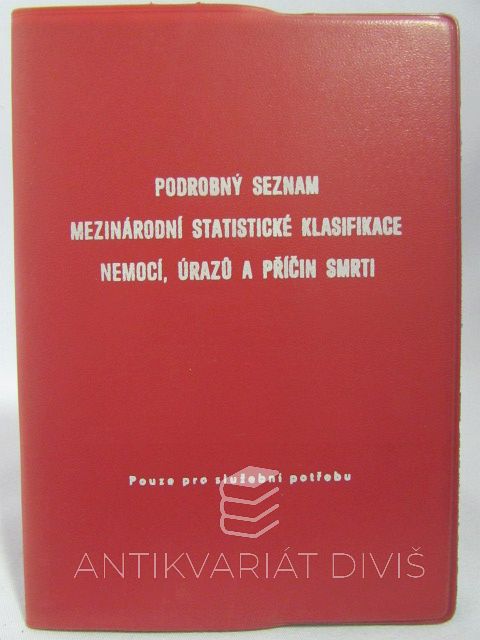 PODROBNÝ SEZNAM
MEZINÁRODNÍ STATISTICKÉ KLASIFIKACE
NEMOCÍ, ÚRAZŮ A PŘÍČIN SMRTI
Pouze pro služební potřebu
ANTIKVARIÁT DIVIŠ